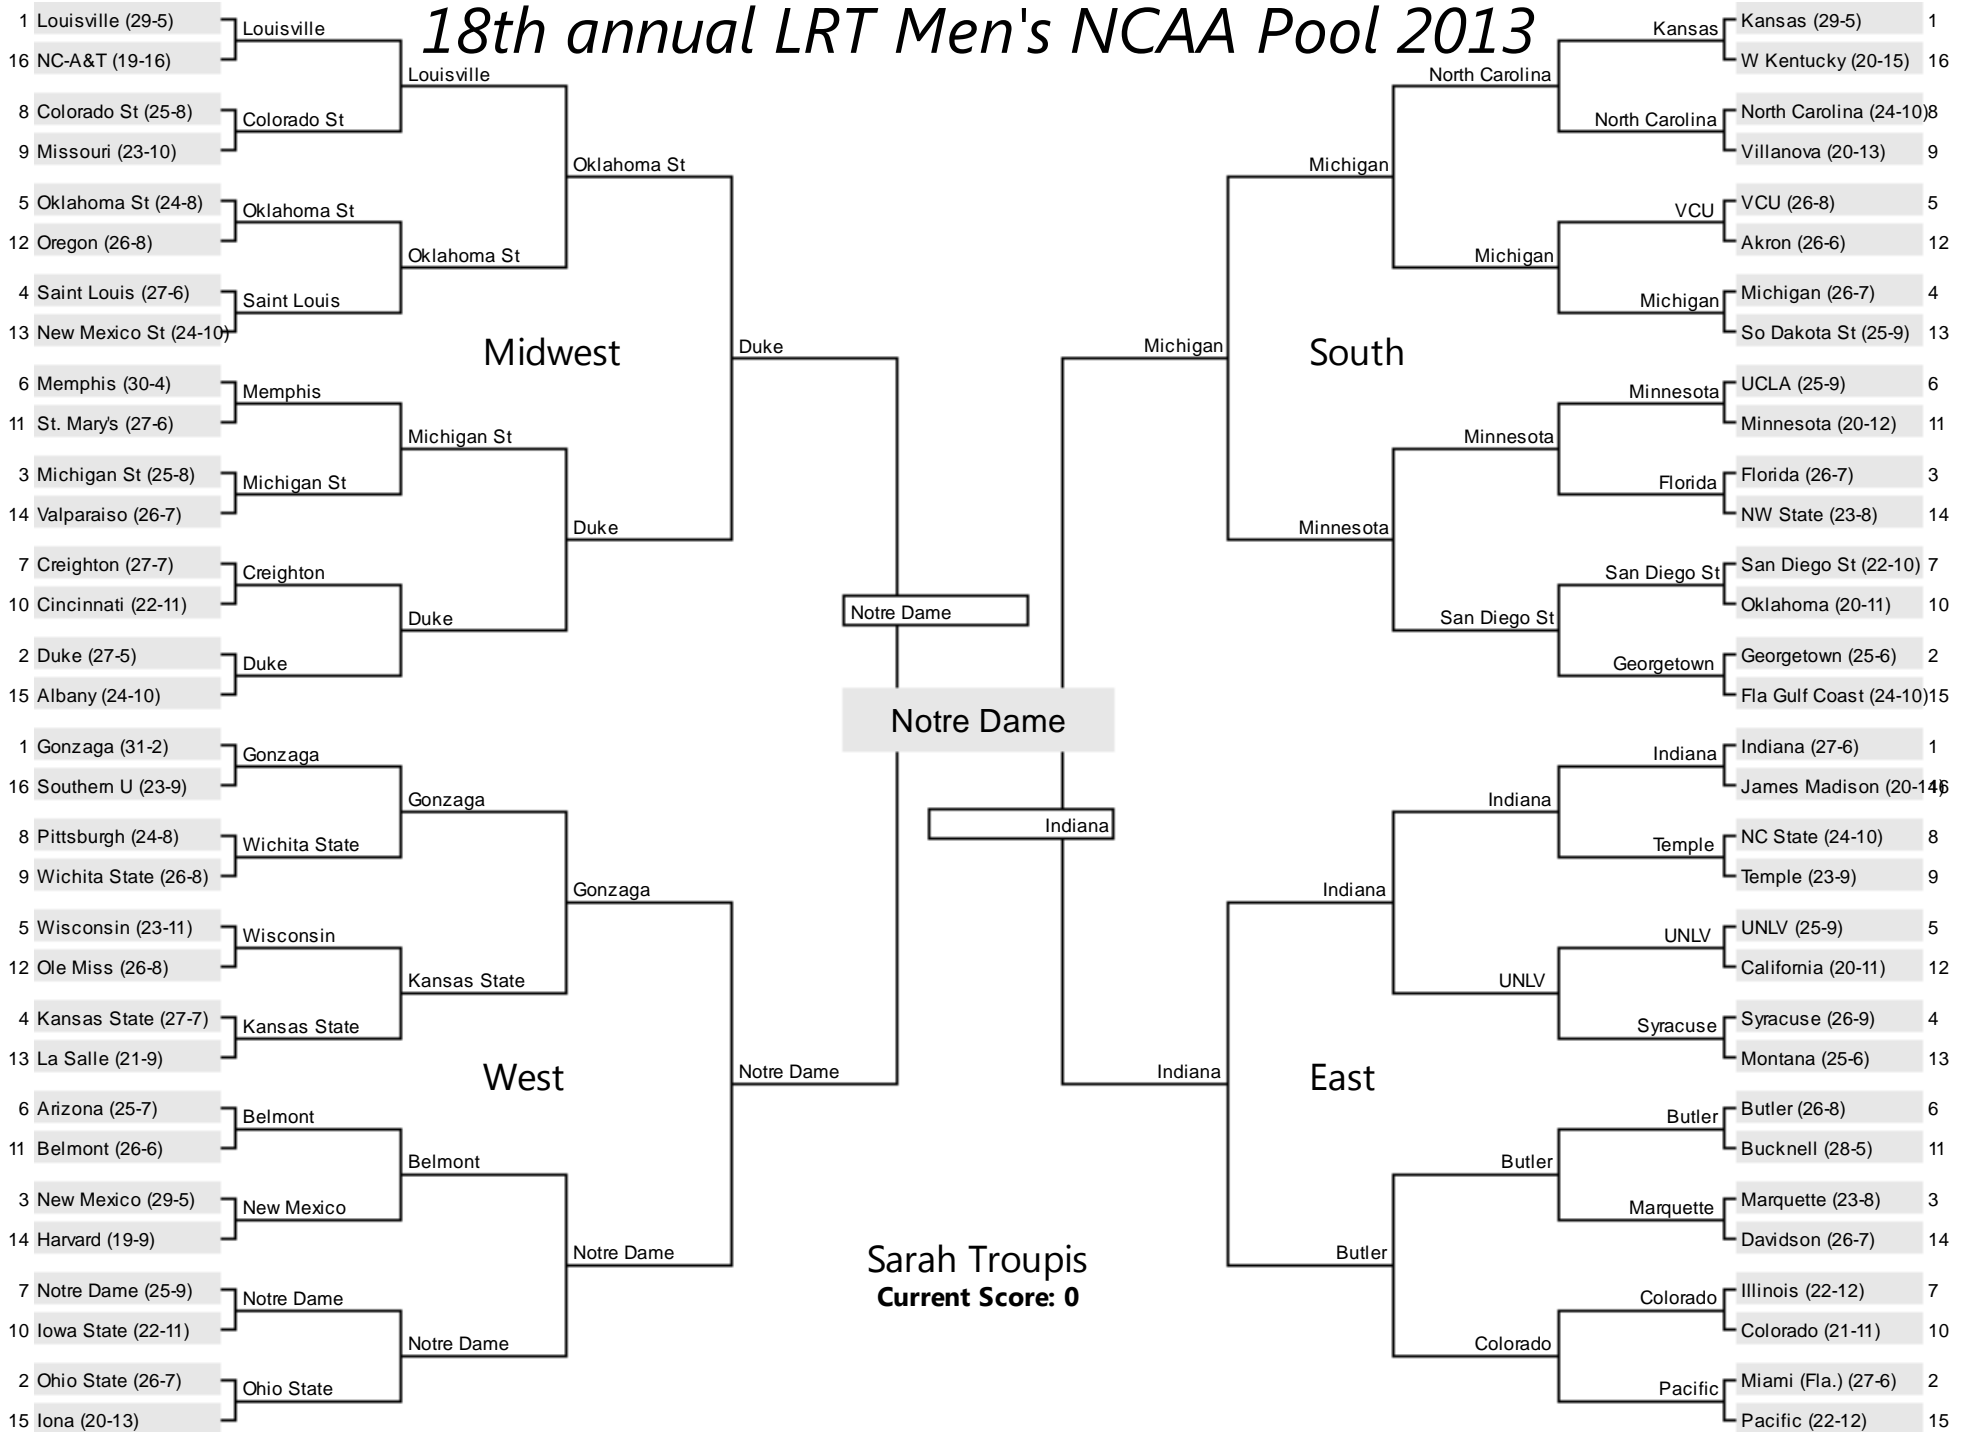 18th annual LRT Men's NCAA Pool 2013
1 Louisville (29-5)
16 NC-A&T (19-16)
8 Colorado St (25-8)
9 Missouri (23-10)
5 Oklahoma St (24-8)
12 Oregon (26-8)
4 Saint Louis (27-6)
13 New Mexico St (24-10)
6 Memphis (30-4)
11 St. Mary's (27-6)
3 Michigan St (25-8)
14 Valparaiso (26-7)
7 Creighton (27-7)
10 Cincinnati (22-11)
2 Duke (27-5)
15 Albany (24-10)
Louisville
Colorado St
Oklahoma St
Saint Louis
Memphis
Michigan St
Creighton
Duke
Louisville
Oklahoma St
Michigan St
Duke
Oklahoma St
Duke
Midwest
Duke
1 Gonzaga (31-2)
16 Southern U (23-9)
8 Pittsburgh (24-8)
9 Wichita State (26-8)
5 Wisconsin (23-11)
12 Ole Miss (26-8)
4 Kansas State (27-7)
13 La Salle (21-9)
6 Arizona (25-7)
11 Belmont (26-6)
3 New Mexico (29-5)
14 Harvard (19-9)
7 Notre Dame (25-9)
10 Iowa State (22-11)
2 Ohio State (26-7)
15 Iona (20-13)
Gonzaga
Wichita State
Wisconsin
Kansas State
Belmont
New Mexico
Notre Dame
Ohio State
Gonzaga
Kansas State
Belmont
Notre Dame
Gonzaga
Notre Dame
West
Notre Dame
Notre Dame
Notre Dame
Indiana
Sarah Troupis
Current Score: 0
Kansas (29-5) 1
W Kentucky (20-15) 16
North Carolina (24-10) 8
Villanova (20-13) 9
VCU (26-8) 5
Akron (26-6) 12
Michigan (26-7) 4
So Dakota St (25-9) 13
UCLA (25-9) 6
Minnesota (20-12) 11
Florida (26-7) 3
NW State (23-8) 14
San Diego St (22-10) 7
Oklahoma (20-11) 10
Georgetown (25-6) 2
Fla Gulf Coast (24-10) 15
Kansas
North Carolina
VCU
Michigan
Minnesota
Florida
San Diego St
Georgetown
North Carolina
Michigan
Minnesota
San Diego St
Michigan
Minnesota
South
Michigan
Indiana (27-6) 1
James Madison (20-14) 16
NC State (24-10) 8
Temple (23-9) 9
UNLV (25-9) 5
California (20-11) 12
Syracuse (26-9) 4
Montana (25-6) 13
Butler (26-8) 6
Bucknell (28-5) 11
Marquette (23-8) 3
Davidson (26-7) 14
Illinois (22-12) 7
Colorado (21-11) 10
Miami (Fla.) (27-6) 2
Pacific (22-12) 15
Indiana
Temple
UNLV
Syracuse
Butler
Marquette
Colorado
Pacific
Indiana
UNLV
Butler
Colorado
Indiana
Butler
East
Indiana